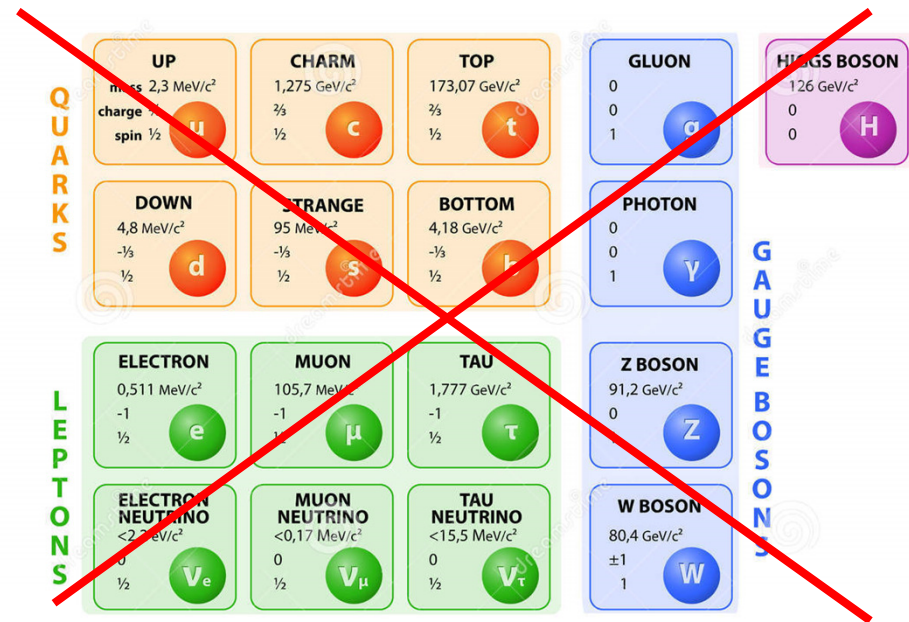 QUARKS
UP
mass 2,3 MeV/c²
charge
spin ½
u
CHARM
1,275 GeV/c²
⅔
½
c
TOP
173,07 GeV/c²
⅔
½
t
DOWN
4,8 MeV/c²
-⅓
½
d
STRANGE
95 MeV/c²
-⅓
½
s
BOTTOM
4,18 GeV/c²
-⅓
½
b
LEPTONS
ELECTRON
0,511 MeV/c²
-1
½
e
MUON
105,7 MeV/c²
-1
½
μ
TAU
1,777 GeV/c²
-1
½
τ
ELECTRON
NEUTRINO
<2,2 eV/c²
0
½
νe
MUON
NEUTRINO
<0,17 MeV/c²
0
½
νμ
TAU
NEUTRINO
<15,5 MeV/c²
0
½
ντ
GLUON
0
0
1
g
PHOTON
0
0
1
γ
Z BOSON
91,2 GeV/c²
0
Z
W BOSON
80,4 GeV/c²
±1
1
W
GAUGE BOSONS
HIGGS BOSON
126 GeV/c²
0
0
H
dreamstime